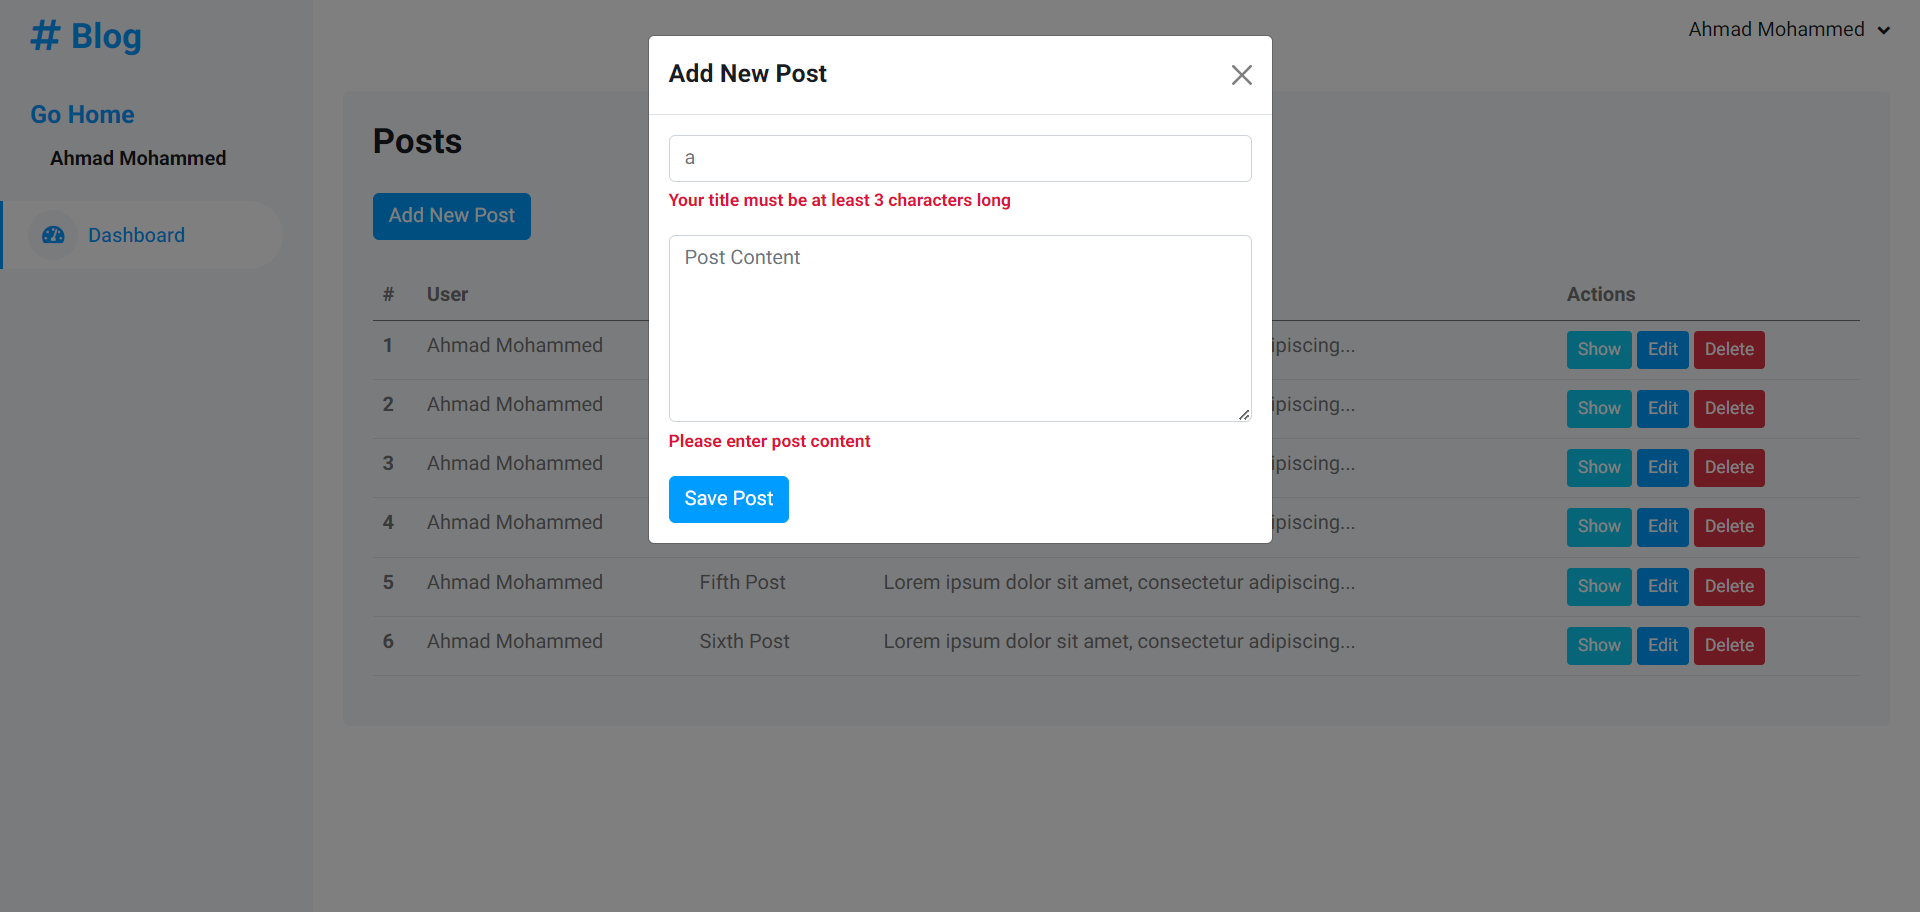 # Blog
Ahmad Mohammed
Go Home
Ahmad Mohammed
Dashboard
Posts
Add New Post
Add New Post
a
Your title must be at least 3 characters long
Post Content
Please enter post content
Save Post
# User Actions
1 Ahmad Mohammed ipiscing... Show Edit Delete
2 Ahmad Mohammed ipiscing... Show Edit Delete
3 Ahmad Mohammed ipiscing... Show Edit Delete
4 Ahmad Mohammed ipiscing... Show Edit Delete
5 Ahmad Mohammed Fifth Post Lorem ipsum dolor sit amet, consectetur adipiscing... Show Edit Delete
6 Ahmad Mohammed Sixth Post Lorem ipsum dolor sit amet, consectetur adipiscing... Show Edit Delete